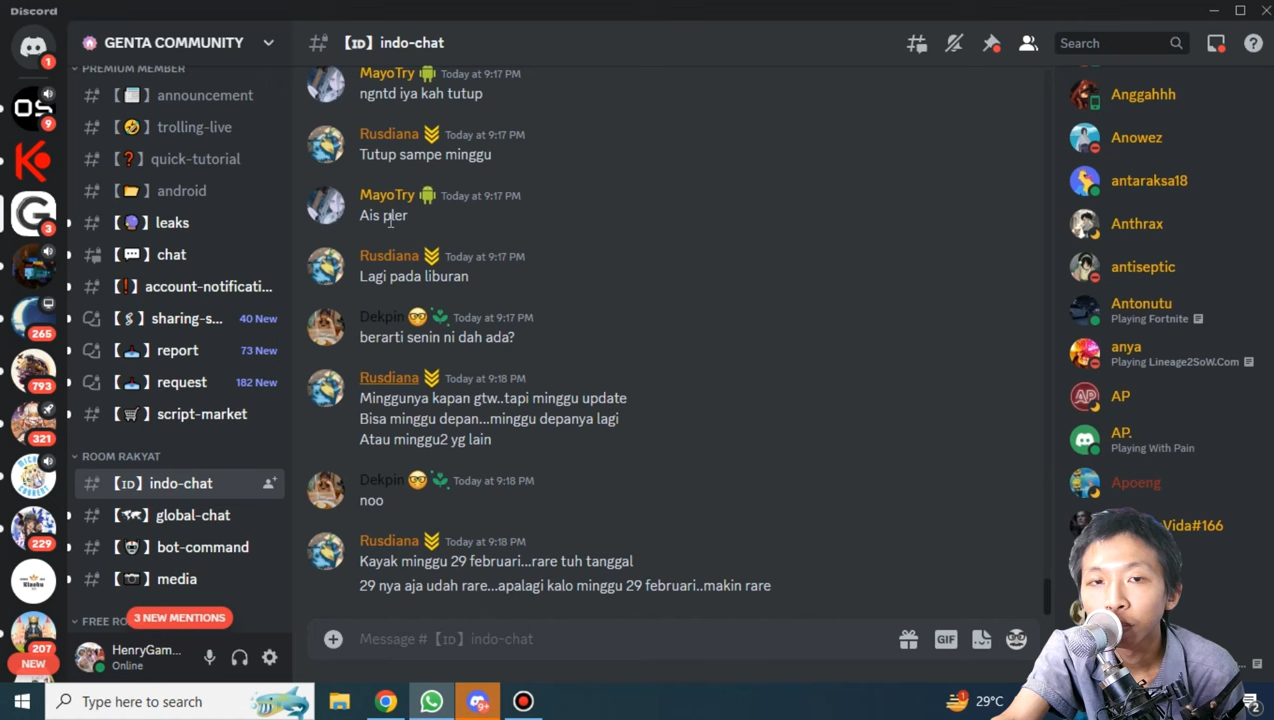 Discord
GENTA COMMUNITY
PREMIUM MEMBER
【📰】announcement
【🤣】trolling-live
【❓】quick-tutorial
【📁】android
【🔮】leaks
【💬】chat
【❗】account-notificati...
【🖇】sharing-s... 40 New
【📥】report 73 New
【📥】request 182 New
【🛒】script-market
ROOM RAKYAT
【ID】indo-chat
【🗺】global-chat
【🤖】bot-command
【📷】media
FREE RO
3 NEW MENTIONS
HenryGam...
Online
1
9
3
265
793
321
229
207
NEW
【ID】indo-chat
Search
MayoTry Today at 9:17 PM
ngntd iya kah tutup
Rusdiana Today at 9:17 PM
Tutup sampe minggu
MayoTry Today at 9:17 PM
Ais pler
Rusdiana Today at 9:17 PM
Lagi pada liburan
Dekpin Today at 9:17 PM
berarti senin ni dah ada?
Rusdiana Today at 9:18 PM
Minggunya kapan gtw..tapi minggu update
Bisa minggu depan...minggu depanya lagi
Atau minggu2 yg lain
Dekpin Today at 9:18 PM
noo
Rusdiana Today at 9:18 PM
Kayak minggu 29 februari...rare tuh tanggal
29 nya aja udah rare...apalagi kalo minggu 29 februari..makin rare
Message #【ID】indo-chat
GIF
Anggahhh
Anowez
antaraksa18
Anthrax
antiseptic
Antonutu
Playing Fortnite
anya
Playing Lineage2SoW.Com
AP
AP
AP.
Playing With Pain
Apoeng
Vida#166
Type here to search
9+
1
29°C
2